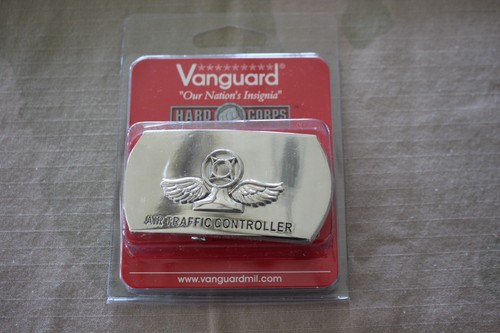 Vanguard®
"Our Nation's Insignia"
HARD CORPS
AIR TRAFFIC CONTROLLER
www.vanguardmil.com